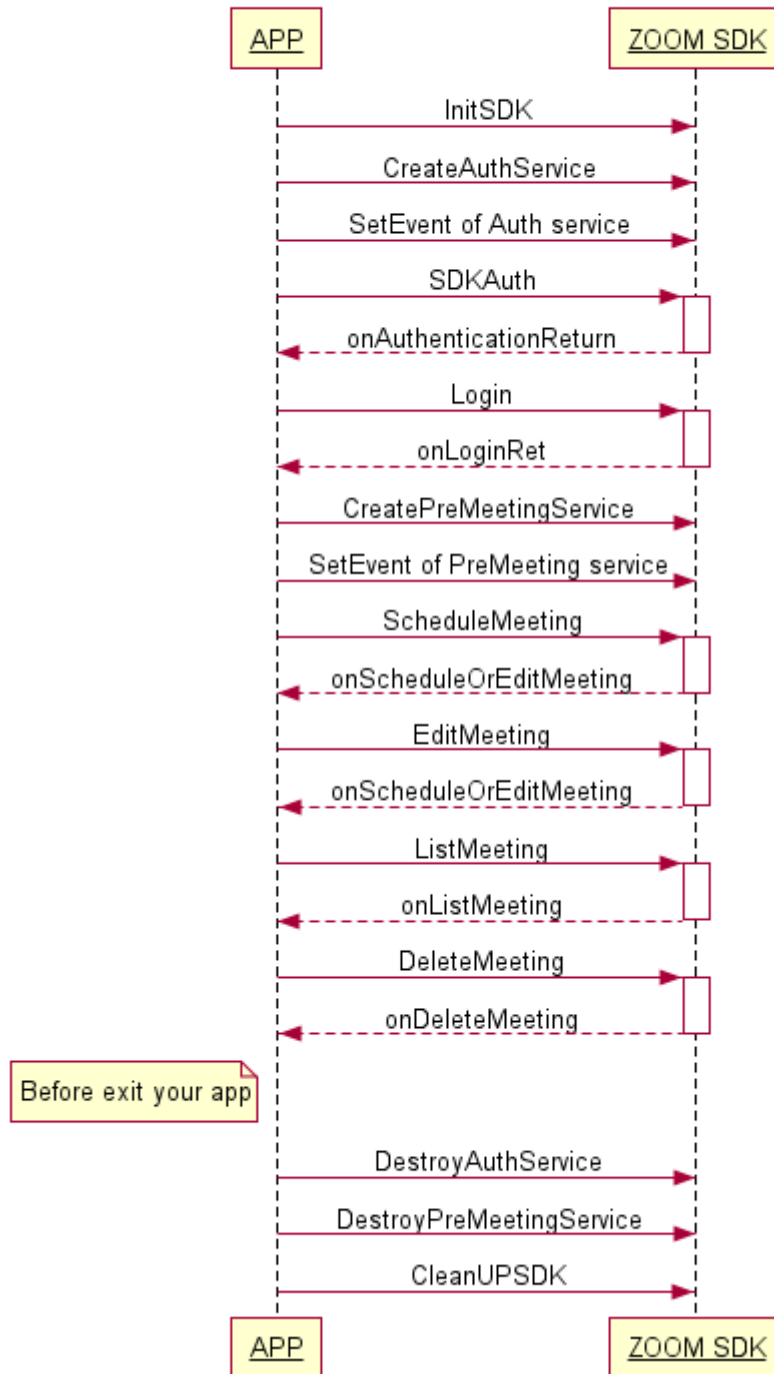 APP
ZOOM SDK
InitSDK
CreateAuthService
SetEvent of Auth service
SDKAuth
onAuthenticationReturn
Login
onLoginRet
CreatePreMeetingService
SetEvent of PreMeeting service
ScheduleMeeting
onScheduleOrEditMeeting
EditMeeting
onScheduleOrEditMeeting
ListMeeting
onListMeeting
DeleteMeeting
onDeleteMeeting
Before exit your app
DestroyAuthService
DestroyPreMeetingService
CleanUPSDK
APP
ZOOM SDK